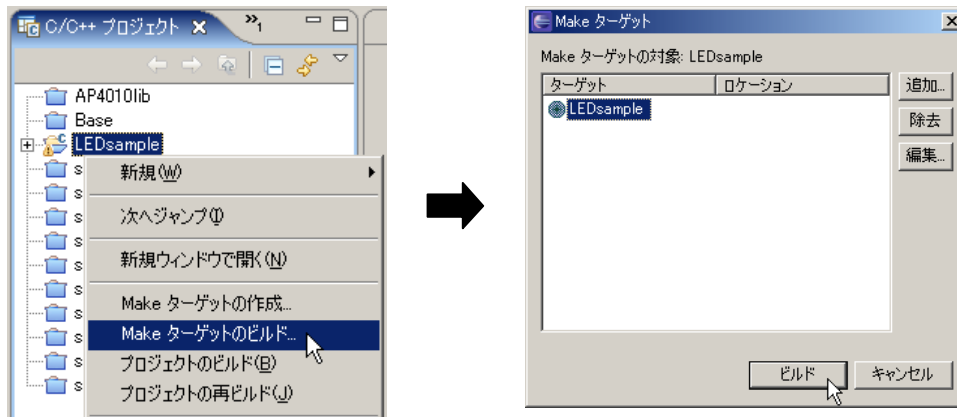 C/C++ プロジェクト
1
AP4010lib
Base
LEDsample
s
新規(W)
s
s
次へジャンプ(I)
s
s
新規ウィンドウで開く(N)
s
s
Make ターゲットの作成...
s
Make ターゲットのビルド...
s
プロジェクトのビルド(B)
s
プロジェクトの再ビルド(J)
Make ターゲット
Make ターゲットの対象: LEDsample
ターゲット ロケーション
LEDsample
追加...
除去
編集...
ビルド キャンセル